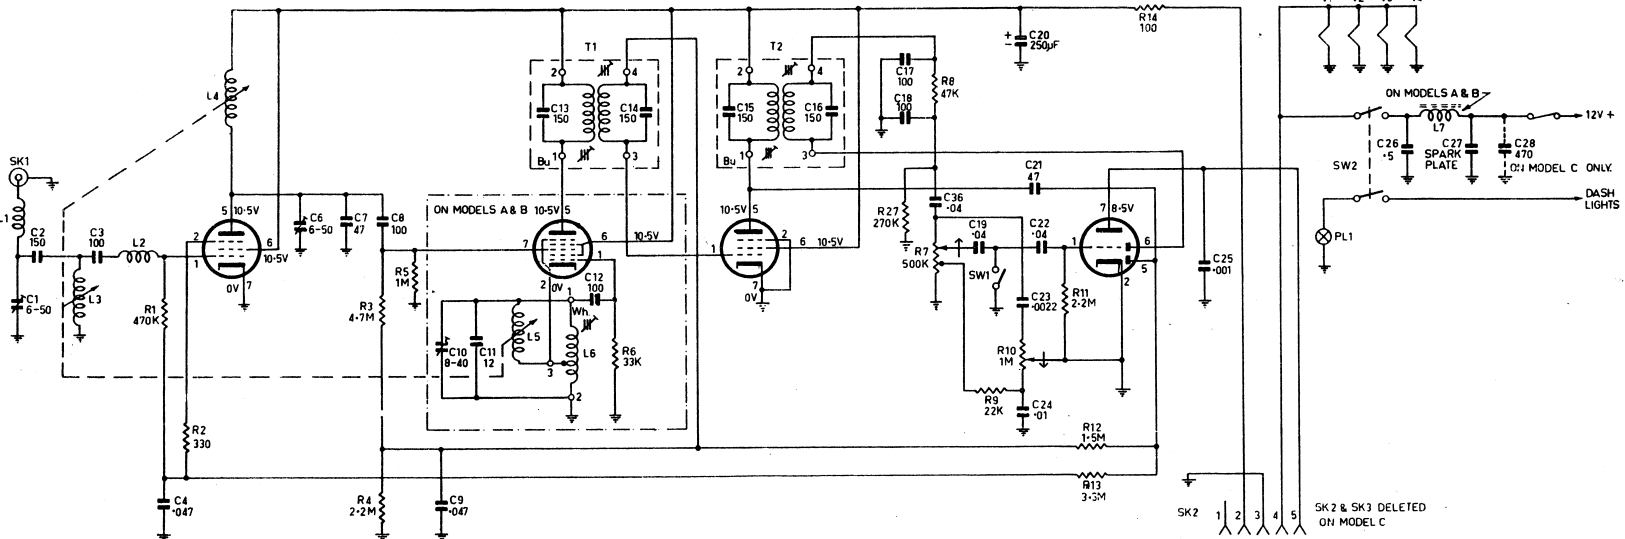 R14
100
C20
250µF
+
−
T1
T2
L4
2
4
C13
150
C14
150
1
3
Bu
2
4
C15
150
C16
150
1
3
Bu
C17
100
C18
100
R8
47K
ON MODELS A & B
L7
12V +
C26
·5
C27
SPARK
PLATE
C28
470
ON MODEL C ONLY.
SW2
DASH
LIGHTS
PL1
SK1
C2
150
C3
100
L2
C1
6-50
L3
R1
470K
5 10·5V
2
1
6
10·5V
0V
7
C6
6-50
C7
47
C8
100
ON MODELS A & B
10·5V 5
7
6
10·5V
1
0V
2
R5
1M
R3
4·7M
C12
100
1
Wh.
C10
8-40
C11
12
L5
L6
3
2
R6
33K
10·5V 5
1
2
6
10·5V
7
0V
C21
47
R27
270K
C36
·04
C19
·04
C22
·04
R7
500K
SW1
C23
·0022
R11
2·2M
R10
1M
R9
22K
C24
·01
7 8·5V
1
6
5
2
C25
·001
R2
330
C4
·047
R4
2·2M
C9
·047
R12
1·5M
R13
3·3M
SK2
1
2
3
4
5
SK2 & SK3 DELETED
ON MODEL C